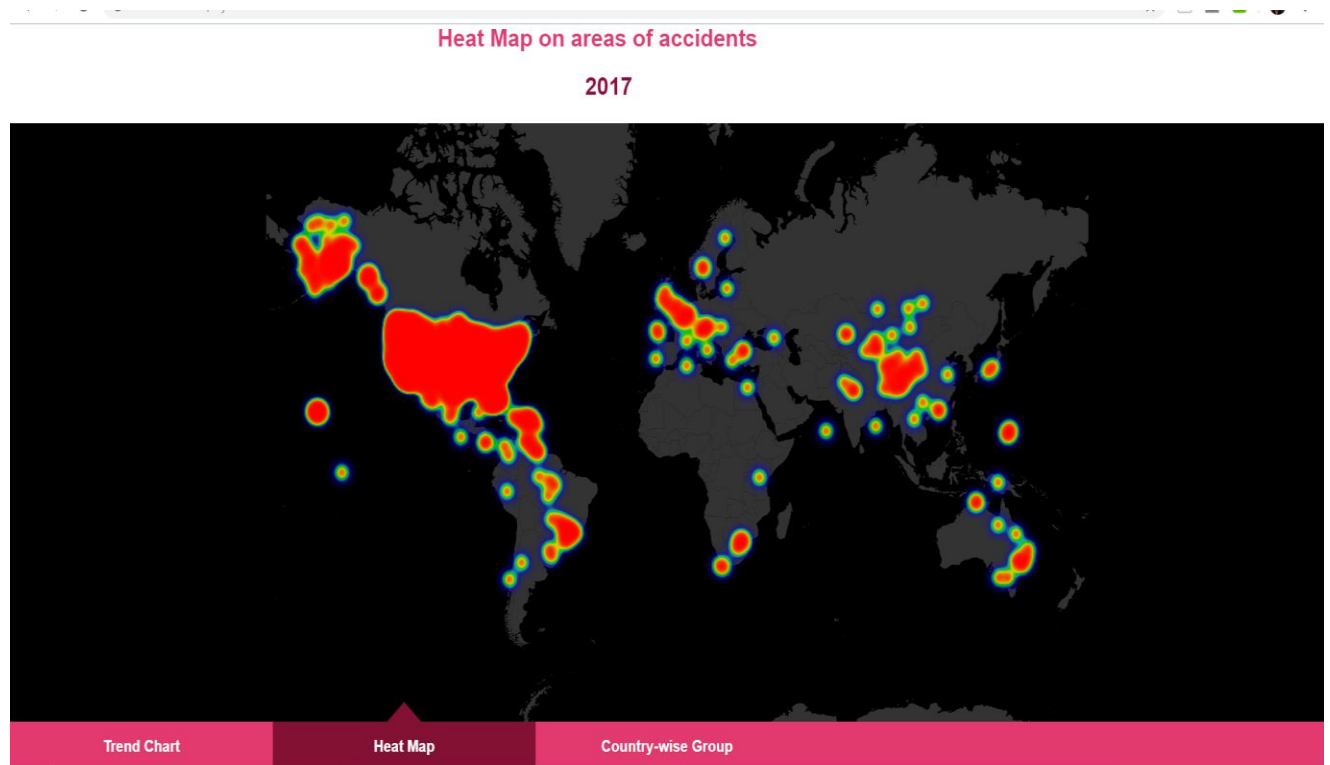 Heat Map on areas of accidents
2017
Trend Chart
Heat Map
Country-wise Group